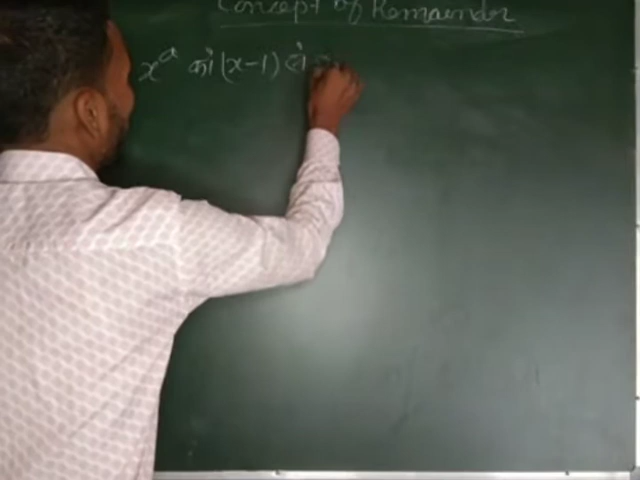 Concept of Remainder
x^a को (x-1) से